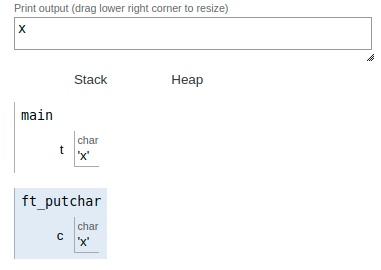 Print output (drag lower right corner to resize)
x
Stack Heap
main
char
t 'x'
ft_putchar
char
c 'x'